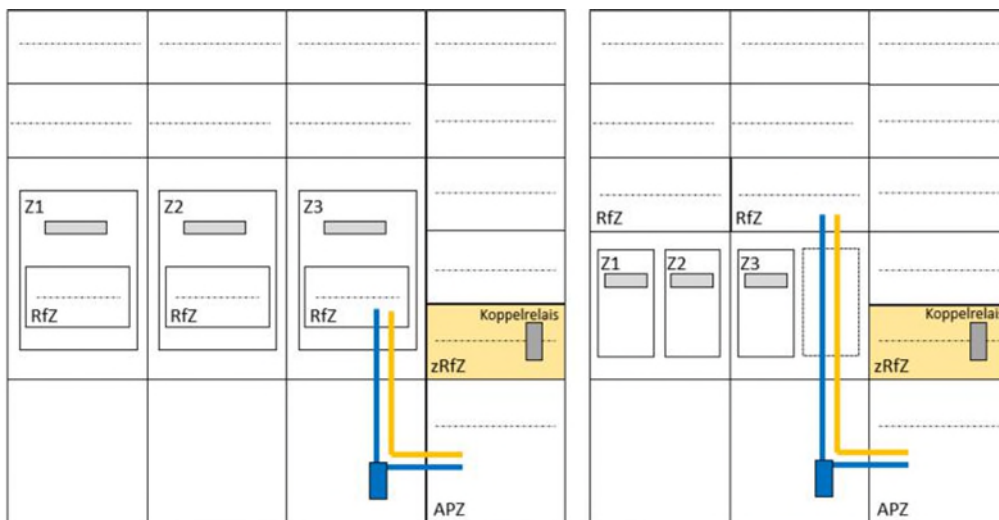 Z1
Z2
Z3
RfZ
RfZ
RfZ
Koppelrelais
zRfZ
APZ
RfZ
RfZ
Z1
Z2
Z3
Koppelrelais
zRfZ
APZ